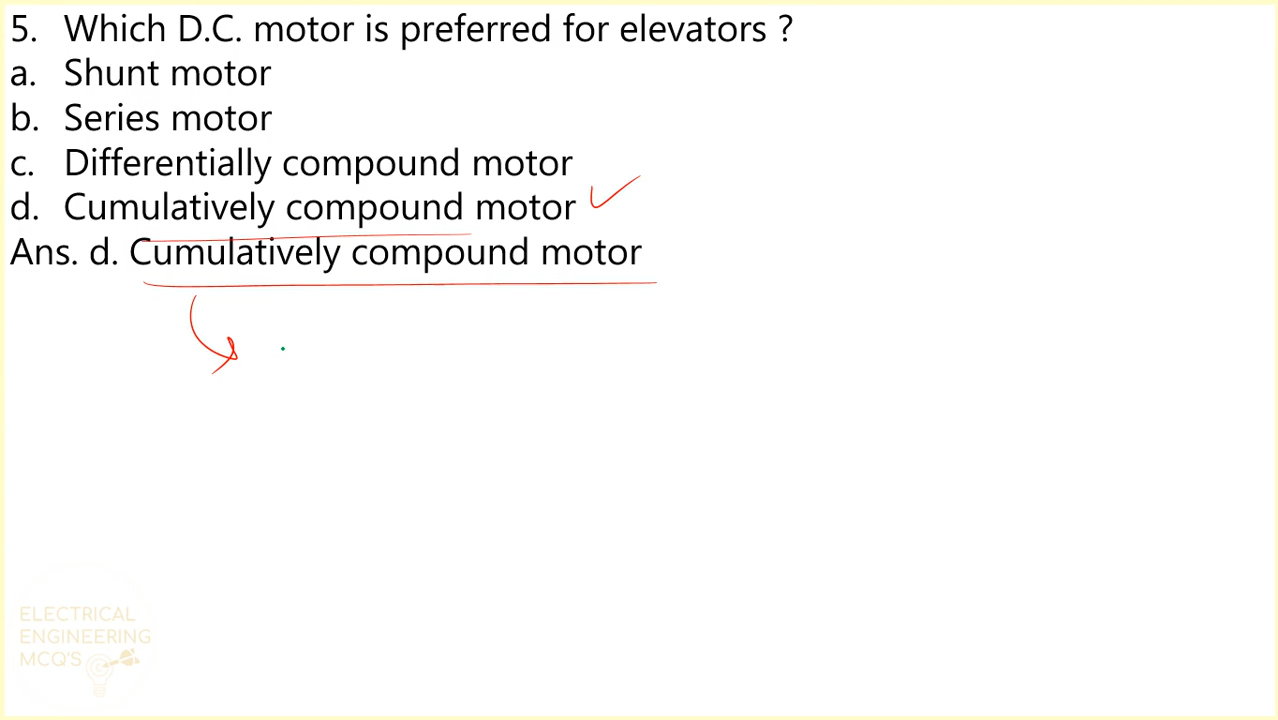 5. Which D.C. motor is preferred for elevators ?
a. Shunt motor
b. Series motor
c. Differentially compound motor
d. Cumulatively compound motor
Ans. d. Cumulatively compound motor
ELECTRICAL
ENGINEERING
MCQ'S